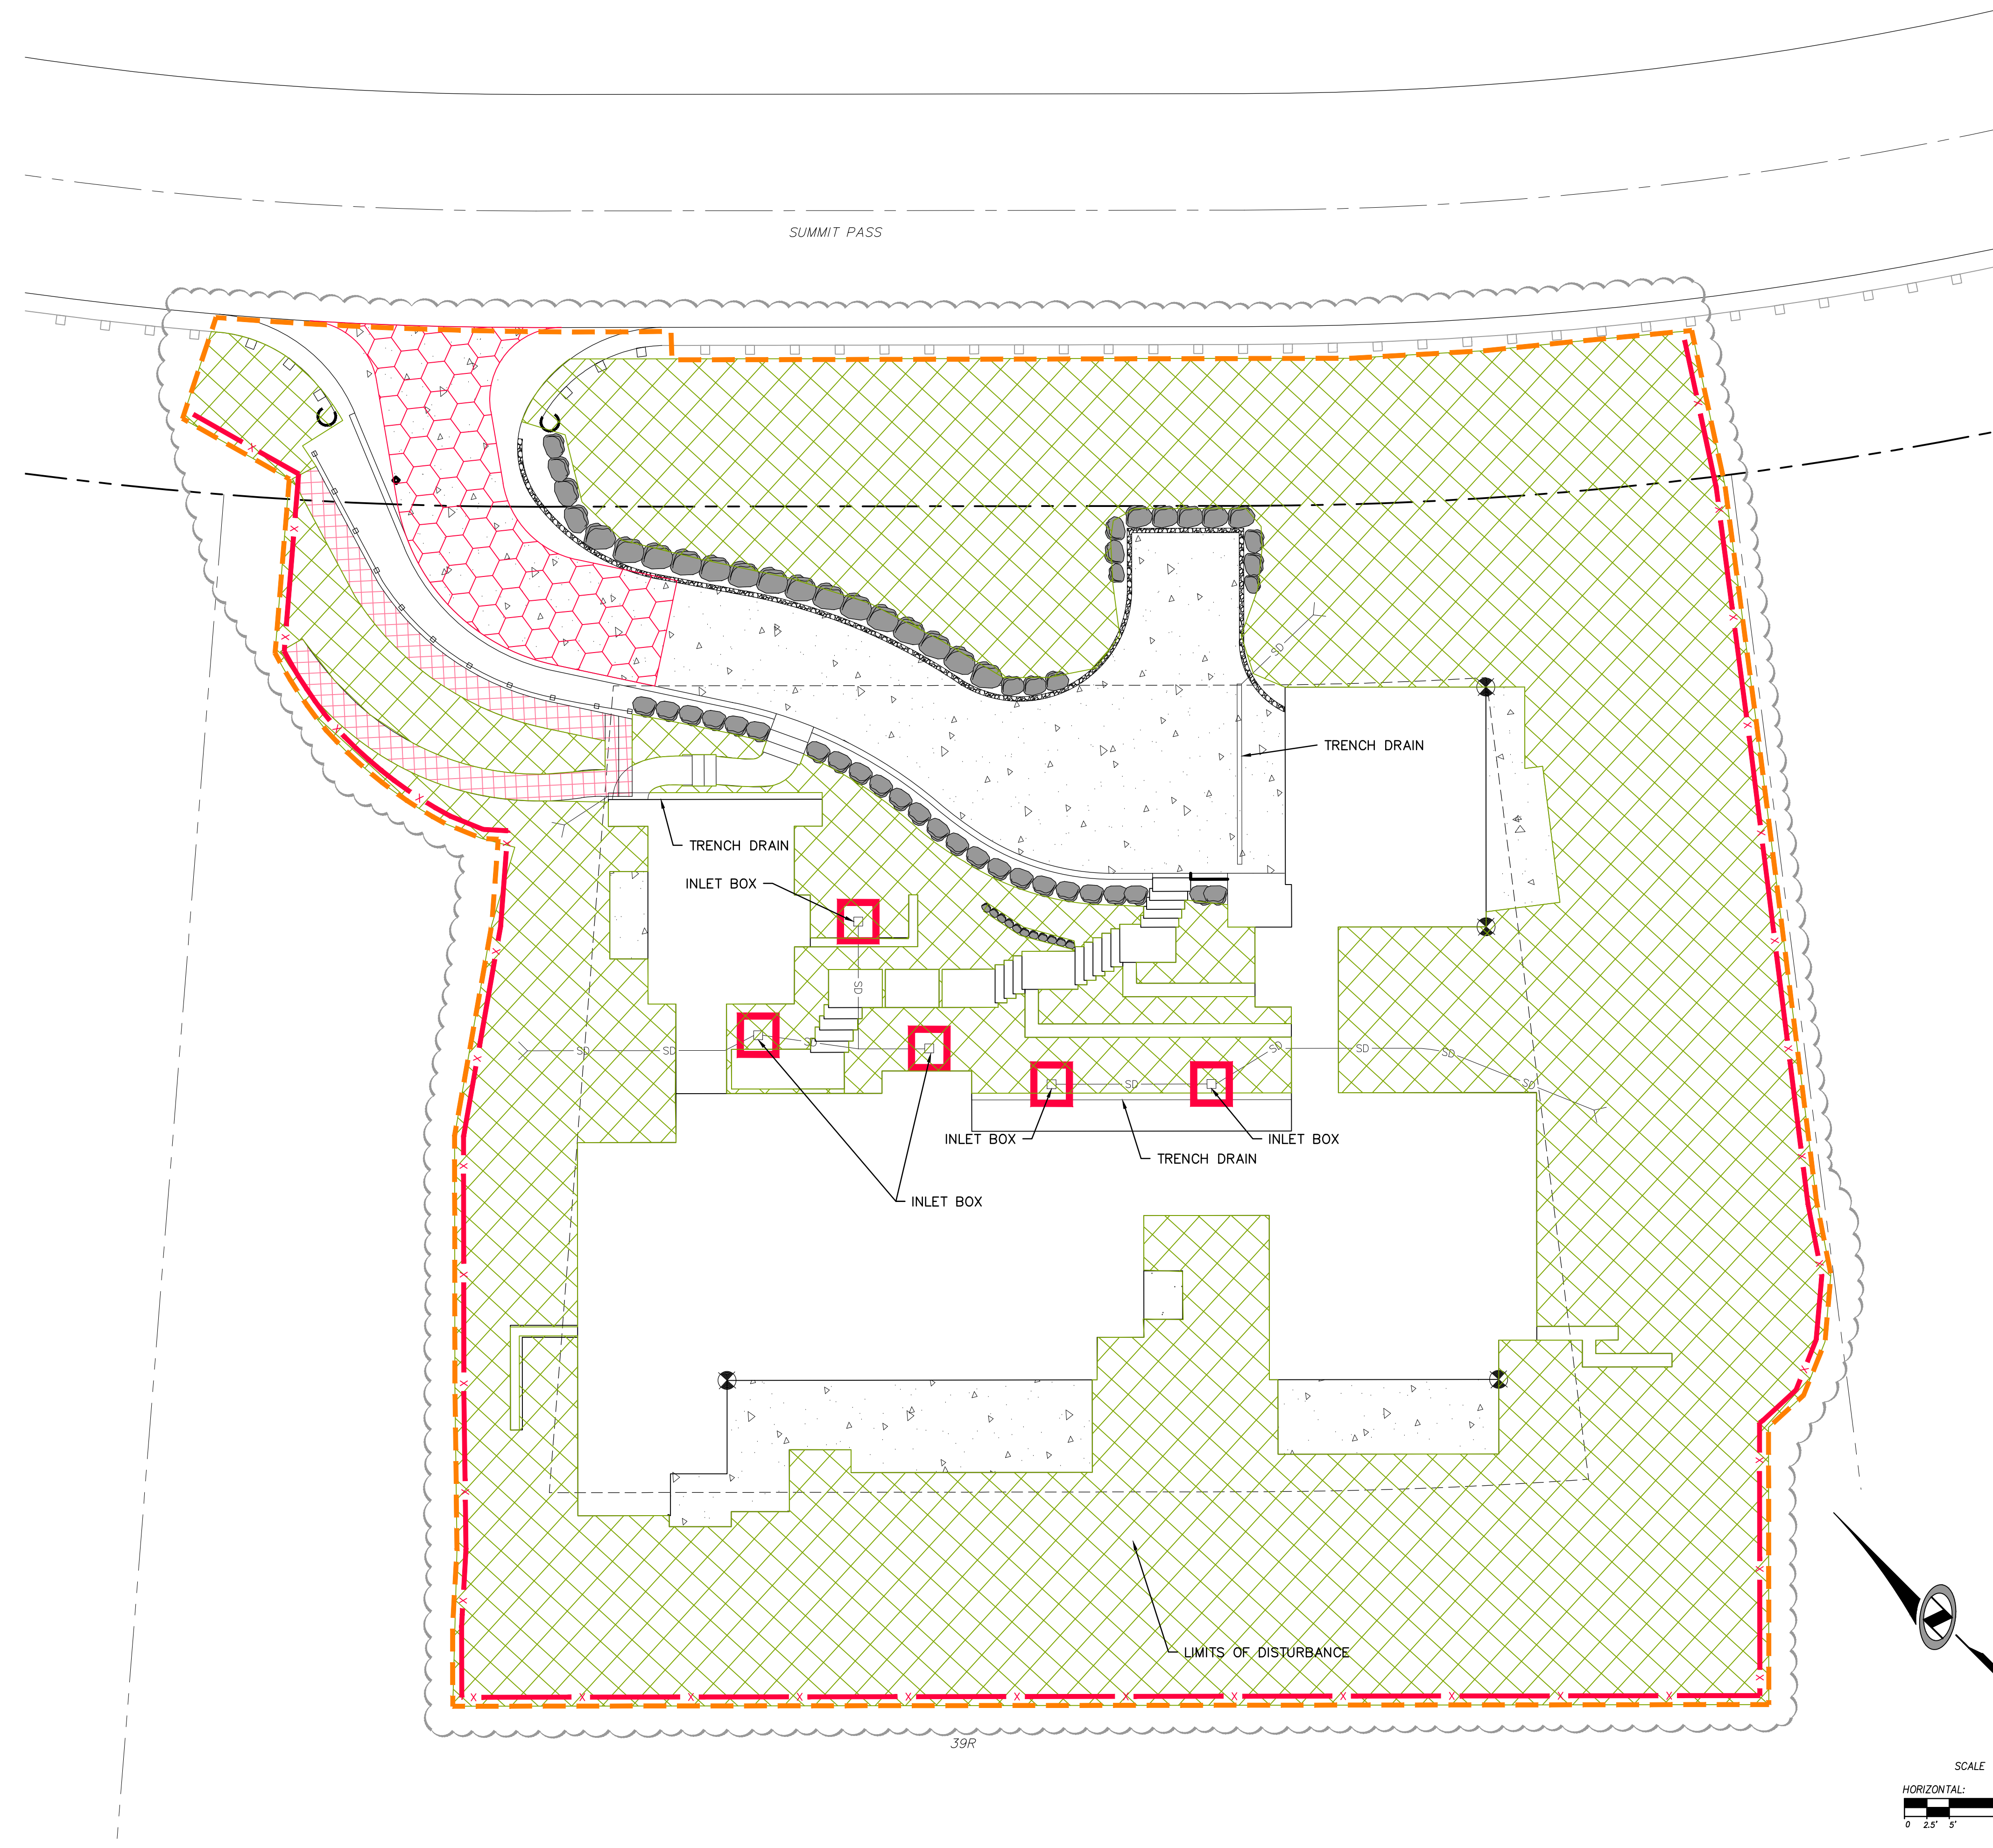 SUMMIT PASS
SD
TRENCH DRAIN
TRENCH DRAIN
INLET BOX
SD
SD
SD
SD
SD
SD
SD
SD
SD
INLET BOX
INLET BOX
TRENCH DRAIN
INLET BOX
LIMITS OF DISTURBANCE
39R
SCALE
HORIZONTAL:
0 2.5' 5'